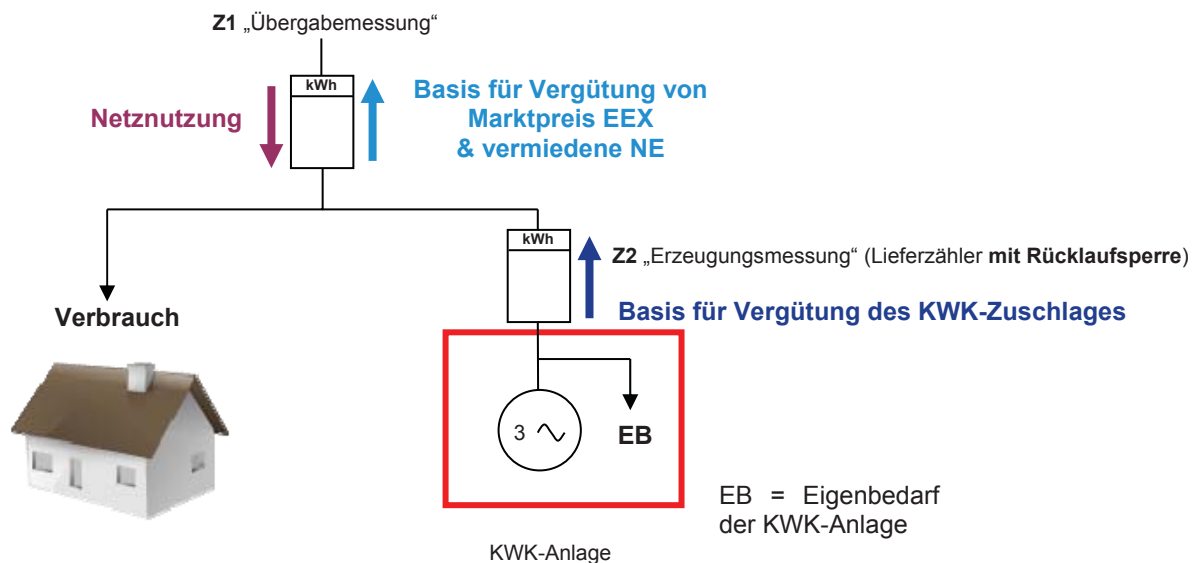 Z1 „Übergabemessung“
kWh
Netznutzung
Basis für Vergütung von
Marktpreis EEX
& vermiedene NE
kWh
Z2 „Erzeugungsmessung“ (Lieferzähler mit Rücklaufsperre)
Basis für Vergütung des KWK-Zuschlages
Verbrauch
3
EB
EB = Eigenbedarf
der KWK-Anlage
KWK-Anlage